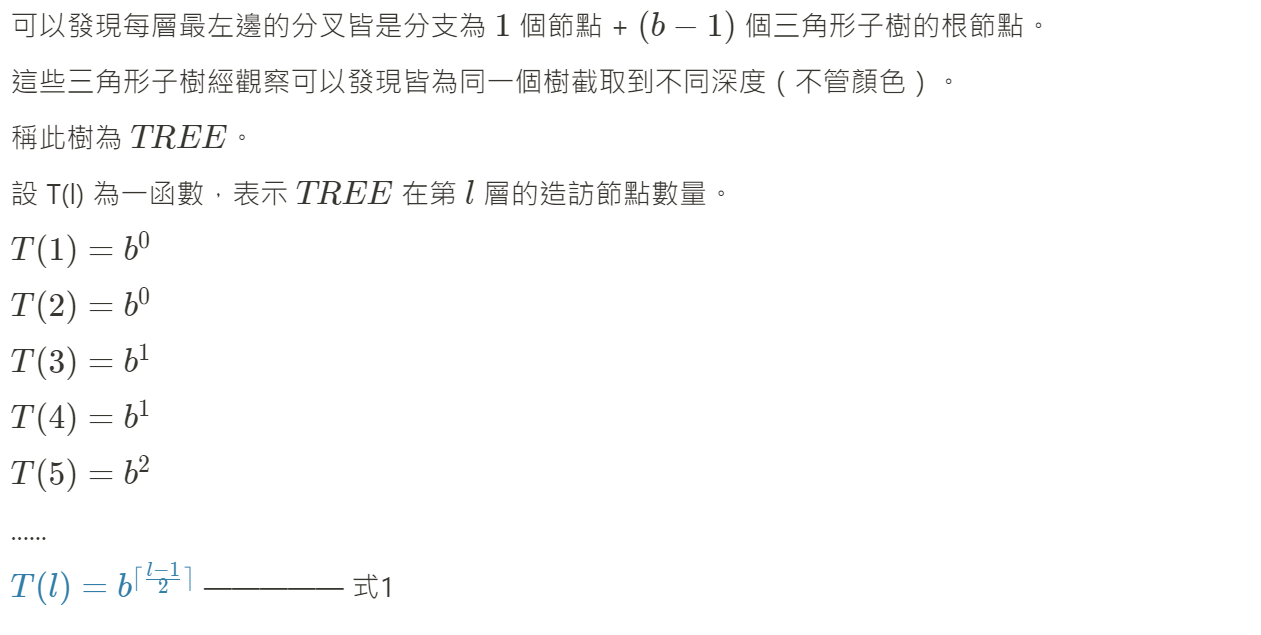 可以發現每層最左邊的分叉皆是分支為 1 個節點 + (b − 1) 個三角形子樹的根節點。
這些三角形子樹經觀察可以發現皆為同一個樹截取到不同深度(不管顏色)。
稱此樹為 TREE。
設 T(l) 為一函數,表示 TREE 在第 l 層的造訪節點數量。
T(1) = b^0
T(2) = b^0
T(3) = b^1
T(4) = b^1
T(5) = b^2
......
T(l) = b^{⌈\frac{l−1}{2}⌉} ————— 式1